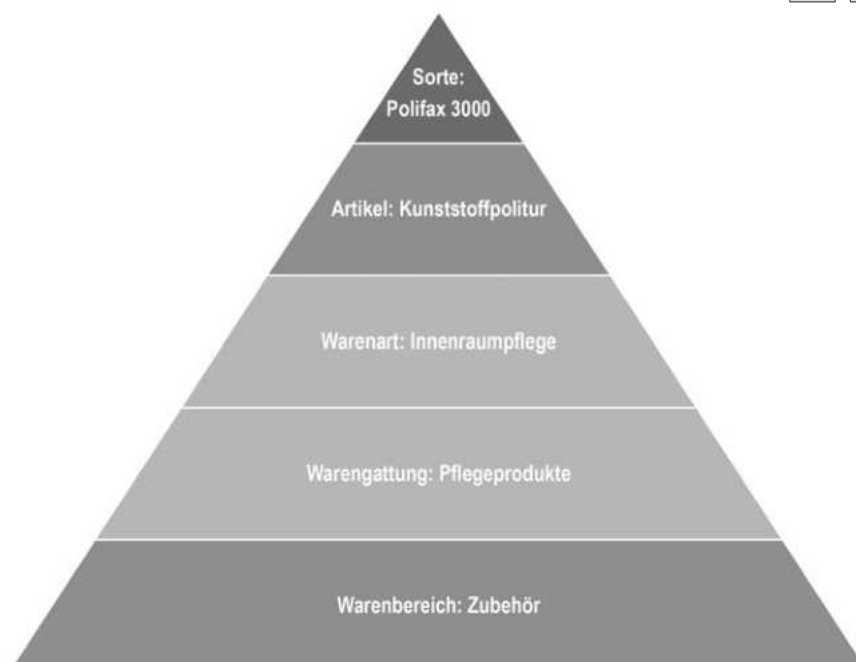 Sorte:
Polifax 3000
Artikel: Kunststoffpolitur
Warenart: Innenraumpflege
Warengattung: Pflegeprodukte
Warenbereich: Zubehör